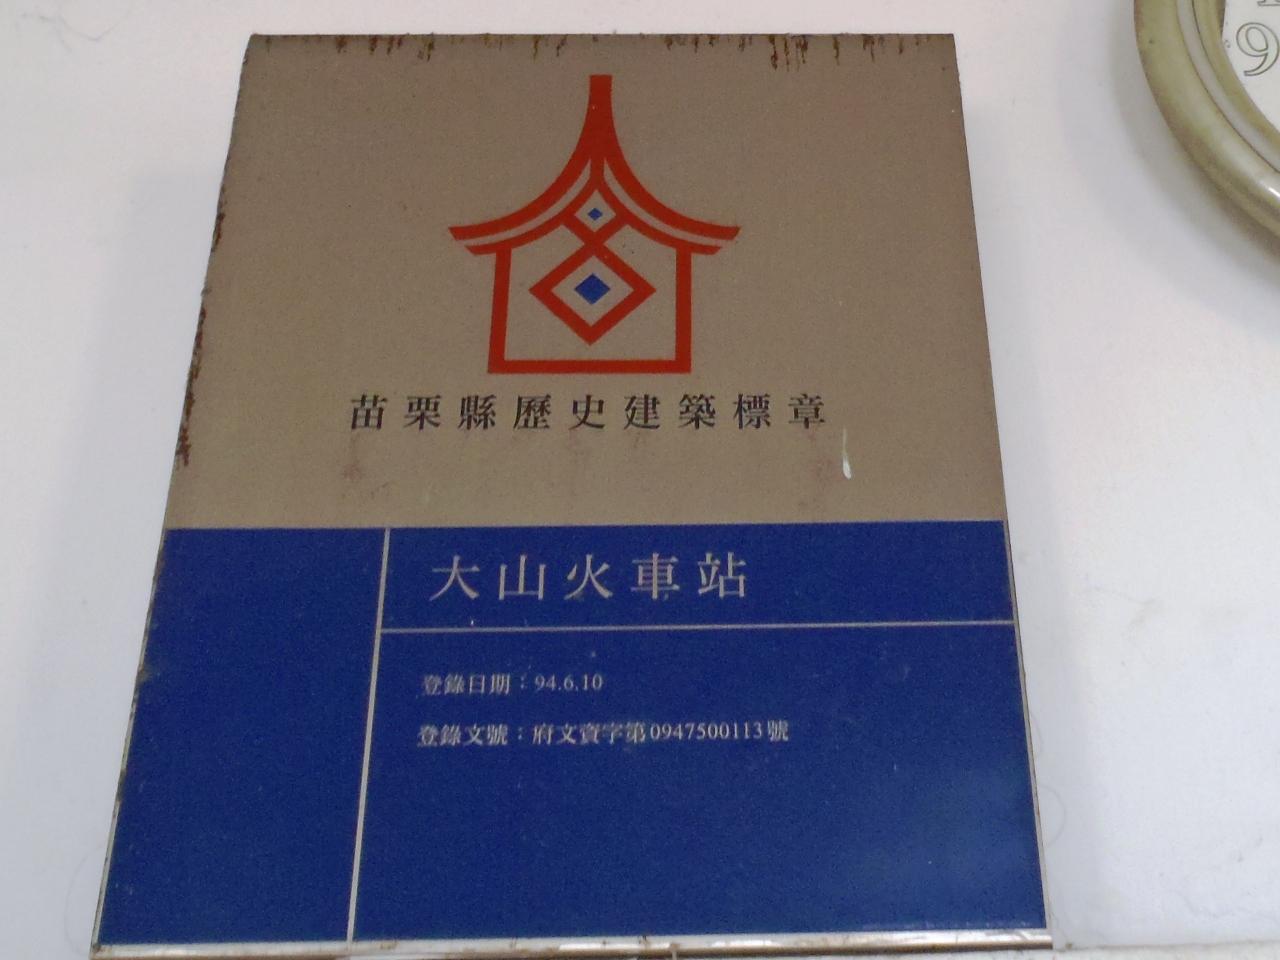 苗栗縣歷史建築標章
大山火車站
登錄日期：94.6.10
登錄文號：府文資字第0947500113號
9